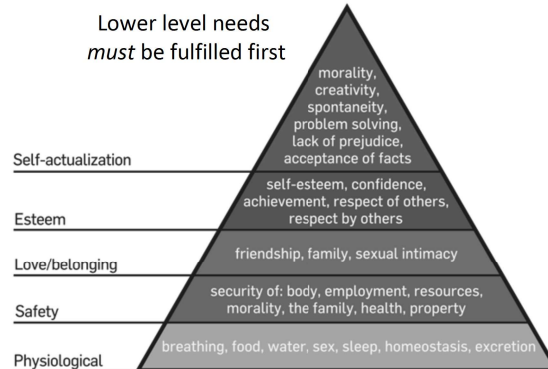 Lower level needs
must be fulfilled first
morality,
creativity,
spontaneity,
problem solving,
lack of prejudice,
acceptance of facts
Self-actualization
self-esteem, confidence,
achievement, respect of others,
respect by others
Esteem
friendship, family, sexual intimacy
Love/belonging
security of: body, employment, resources,
morality, the family, health, property
Safety
breathing, food, water, sex, sleep, homeostasis, excretion
Physiological